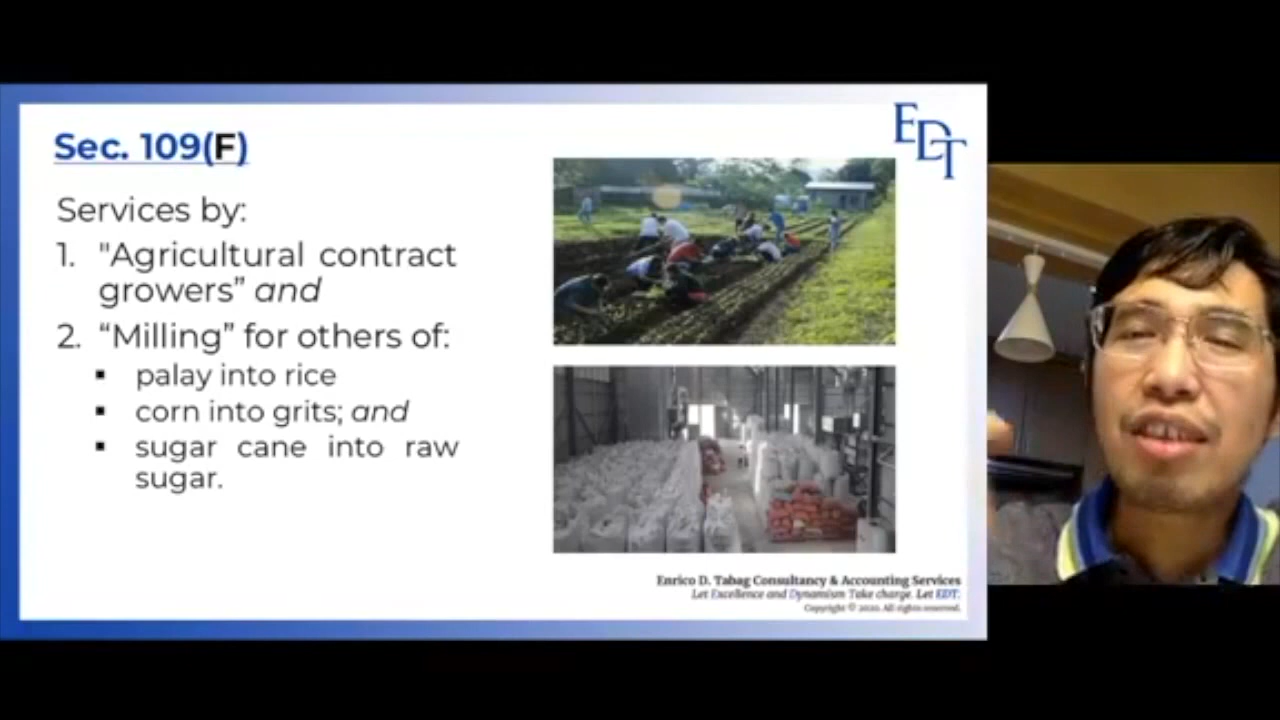 Sec. 109(F)
EDT
Services by:
1. "Agricultural contract
growers” and
2. “Milling” for others of:
▪ palay into rice
▪ corn into grits; and
▪ sugar cane into raw
sugar.
Enrico D. Tabag Consultancy & Accounting Services
Let Excellence and Dynamism Take charge. Let EDT.
Copyright © 2020. All rights reserved.